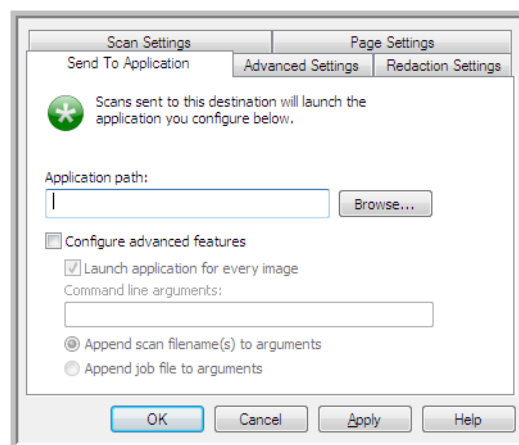 Scan Settings Page Settings
Send To Application Advanced Settings Redaction Settings
Scans sent to this destination will launch the
application you configure below.
Application path:
Browse...
Configure advanced features
Launch application for every image
Command line arguments:
Append scan filename(s) to arguments
Append job file to arguments
OK Cancel Apply Help